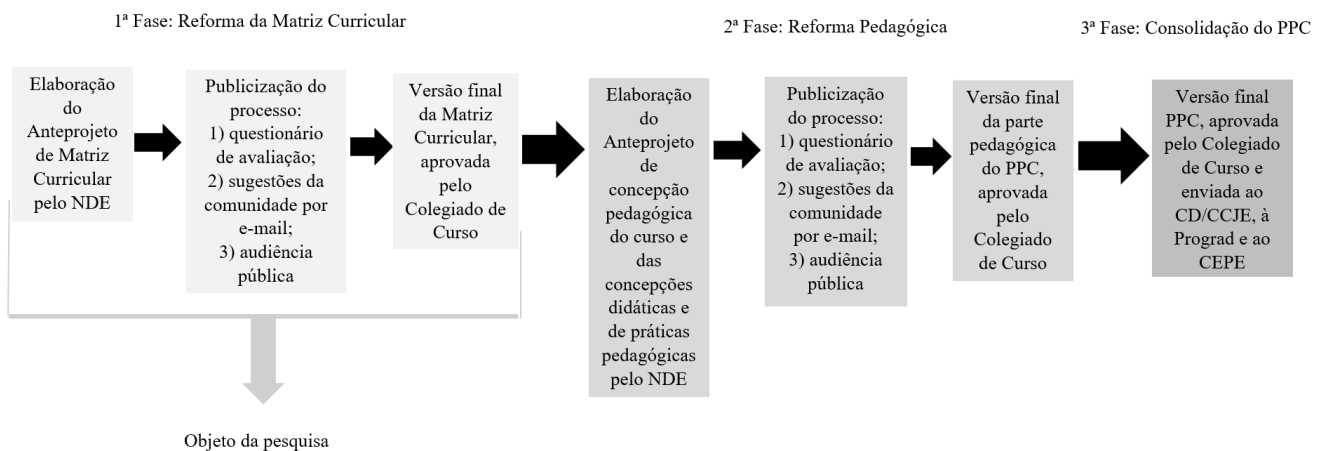 1ª Fase: Reforma da Matriz Curricular
Elaboração
do
Anteprojeto
de Matriz
Curricular
pelo NDE
Publicização do
processo:
1) questionário
de avaliação;
2) sugestões da
comunidade por
e-mail;
3) audiência
pública
Versão final
da Matriz
Curricular,
aprovada
pelo
Colegiado de
Curso
2ª Fase: Reforma Pedagógica
Elaboração
do
Anteprojeto
de
concepção
pedagógica
do curso e
das
concepções
didáticas e
de práticas
pedagógicas
pelo NDE
Publicização
do processo:
1) questionário
de avaliação;
2) sugestões da
comunidade
por e-mail;
3) audiência
pública
Versão final
da parte
pedagógica
do PPC,
aprovada
pelo
Colegiado
de Curso
3ª Fase: Consolidação do PPC
Versão final
PPC, aprovada
pelo Colegiado
de Curso e
enviada ao
CD/CCJE, à
Prograd e ao
CEPE
Objeto da pesquisa